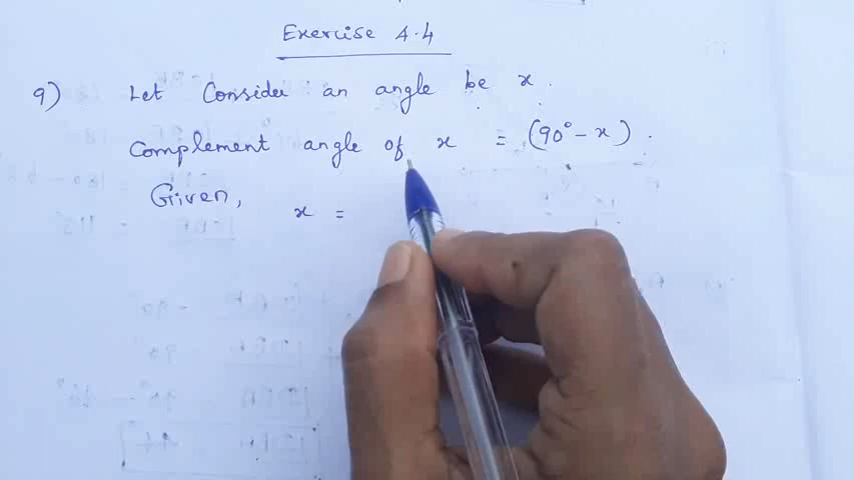 Exercise 4.4
9) Let Consider an angle be x.
Complement angle of x = (90° - x).
Given, x =